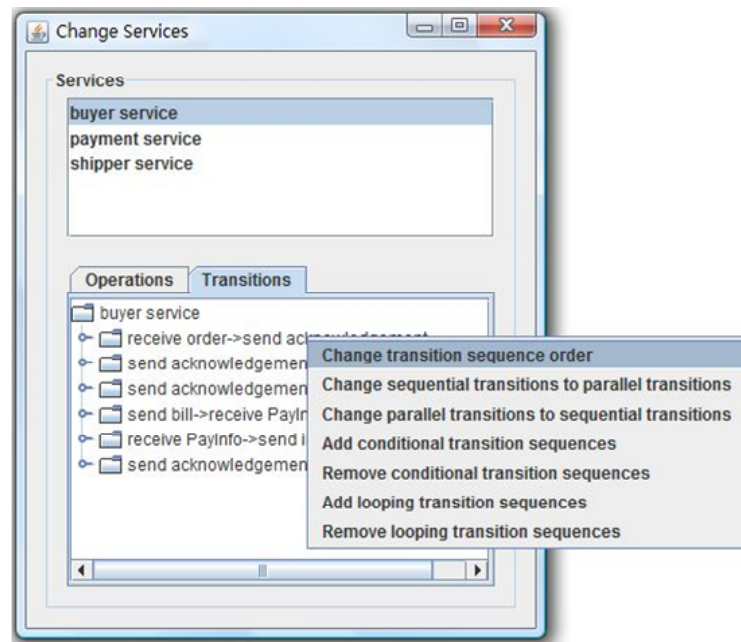 Change Services
Services
buyer service
payment service
shipper service
Operations Transitions
buyer service
receive order->send acknowledgement
send acknowledgemen
send acknowledgemen
send bill->receive PayIn
receive PayInfo->send i
send acknowledgemen
Change transition sequence order
Change sequential transitions to parallel transitions
Change parallel transitions to sequential transitions
Add conditional transition sequences
Remove conditional transition sequences
Add looping transition sequences
Remove looping transition sequences